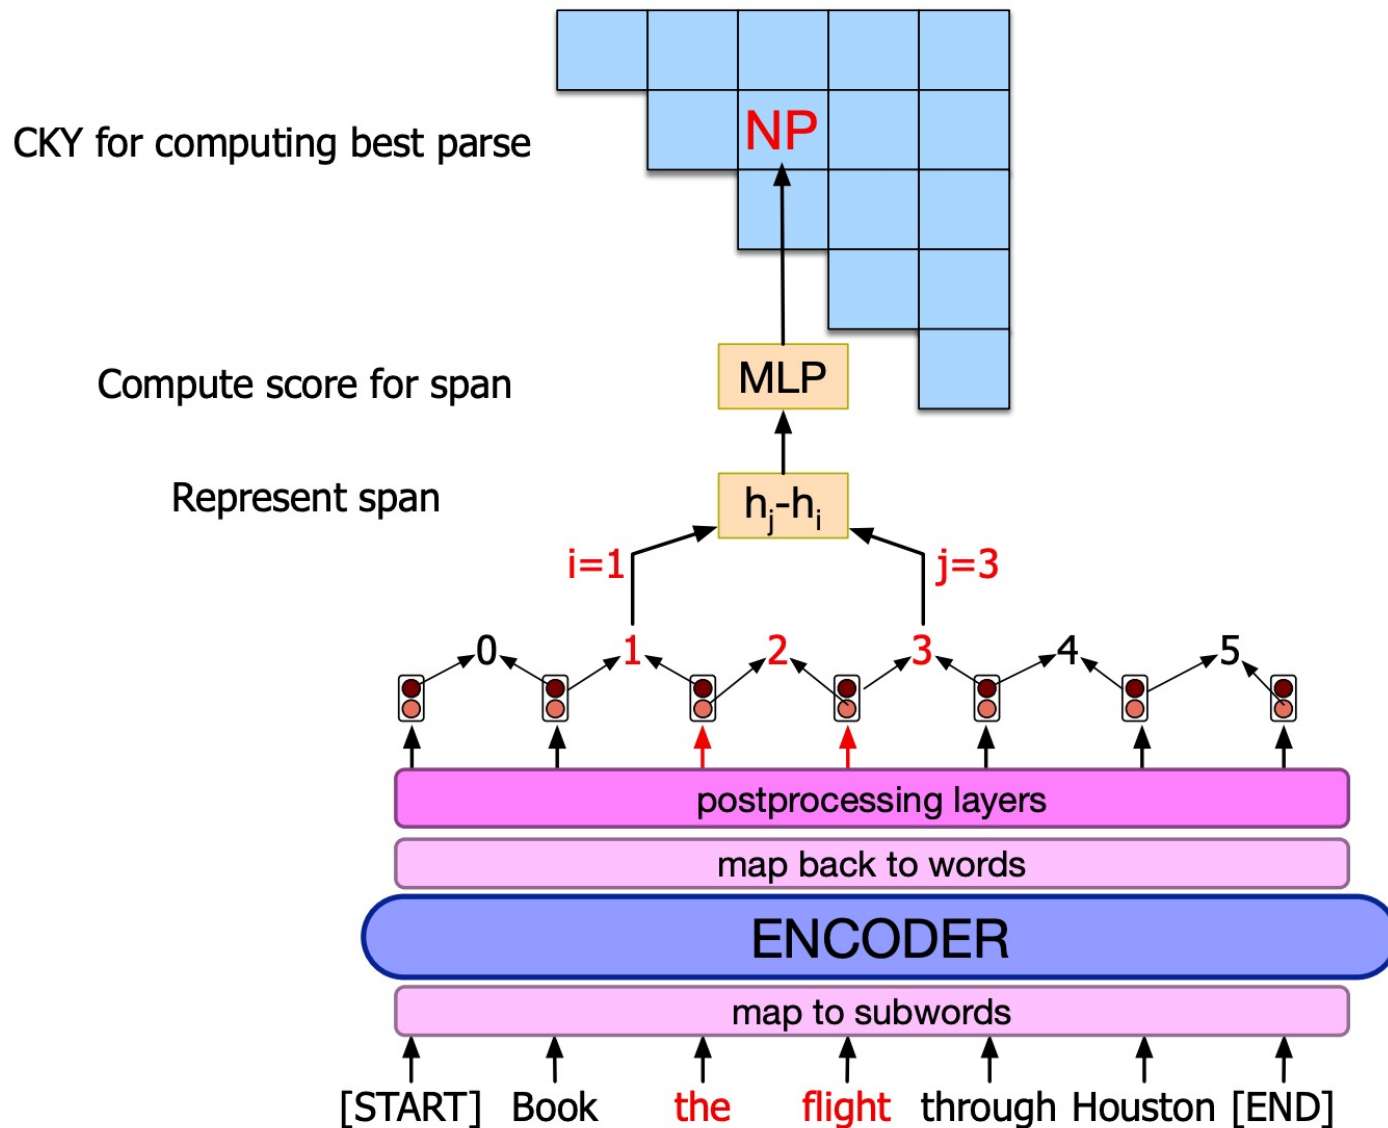 NP
CKY for computing best parse
MLP
Compute score for span
Represent span
hj-hi
i=1
j=3
0 1 2 3 4 5
postprocessing layers
map back to words
ENCODER
map to subwords
[START] Book the flight through Houston [END]